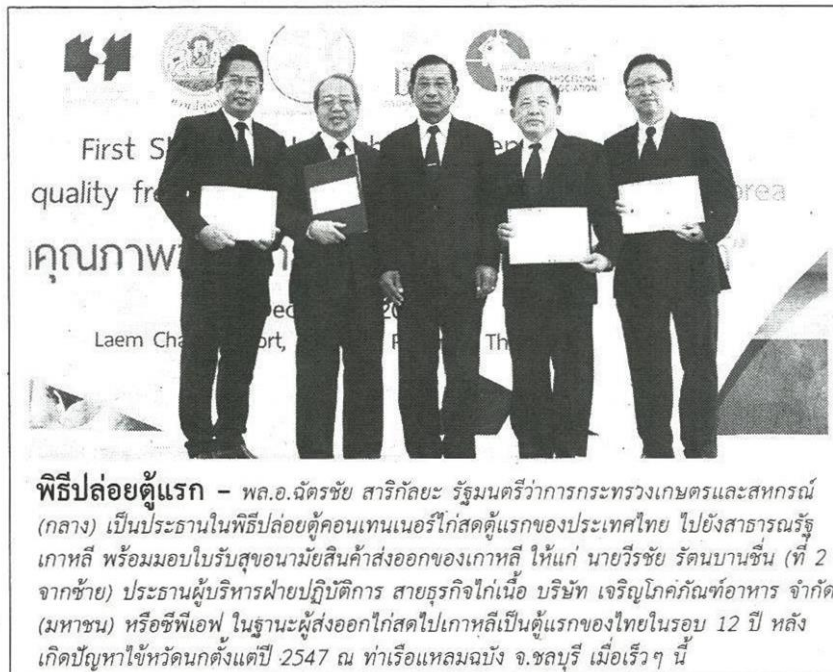 THAI PROCESSING
ASSOCIATION
First
quality
orea
คุณภาพ
Dec 20
Laem Cha ort, Th
พิธีปล่อยตู้แรก – พล.อ.ฉัตรชัย สาริกัลยะ รัฐมนตรีว่าการกระทรวงเกษตรและสหกรณ์
(กลาง) เป็นประธานในพิธีปล่อยตู้คอนเทนเนอร์ไก่สดตู้แรกของประเทศไทย ไปยังสาธารณรัฐ
เกาหลี พร้อมมอบใบรับสุขอนามัยสินค้าส่งออกของเกาหลี ให้แก่ นายวีรชัย รัตนบานชื่น (ที่ 2
จากซ้าย) ประธานผู้บริหารฝ่ายปฏิบัติการ สายธุรกิจไก่เนื้อ บริษัท เจริญโภคภัณฑ์อาหาร จำกัด
(มหาชน) หรือซีพีเอฟ ในฐานะผู้ส่งออกไก่สดไปเกาหลีเป็นตู้แรกของไทยในรอบ 12 ปี หลัง
เกิดปัญหาไข้หวัดนกตั้งแต่ปี 2547 ณ ท่าเรือแหลมฉบัง จ.ชลบุรี เมื่อเร็วๆ นี้